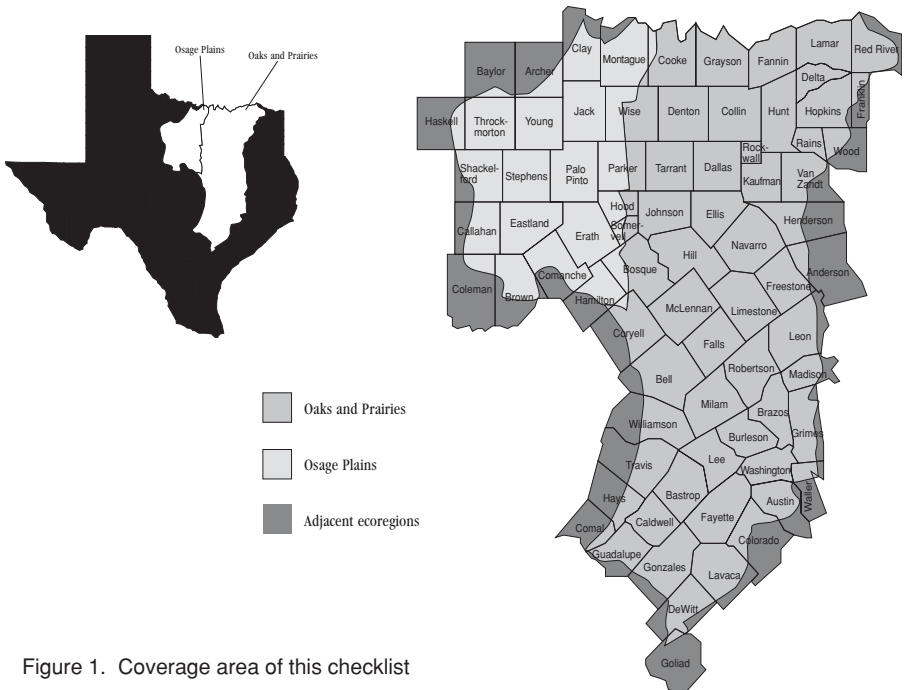 Osage Plains
Oaks and Prairies
Clay
Montague
Cooke
Grayson
Fannin
Lamar
Red River
Baylor
Archer
Delta
Franklin
Haskell
Throck-
morton
Young
Jack
Wise
Denton
Collin
Hunt
Hopkins
Rains
Wood
Shackel-
ford
Stephens
Palo
Pinto
Parker
Tarrant
Dallas
Rock-
wall
Kaufman
Van
Zandt
Callahan
Eastland
Erath
Hood
Somer-
vell
Johnson
Ellis
Henderson
Navarro
Coleman
Brown
Comanche
Hamilton
Bosque
Hill
Freestone
Anderson
McLennan
Limestone
Coryell
Falls
Leon
Bell
Robertson
Madison
Milam
Brazos
Williamson
Burleson
Grimes
Travis
Lee
Washington
Hays
Bastrop
Austin
Waller
Comal
Caldwell
Fayette
Colorado
Guadalupe
Gonzales
Lavaca
DeWitt
Goliad
Oaks and Prairies
Osage Plains
Adjacent ecoregions
Figure 1. Coverage area of this checklist